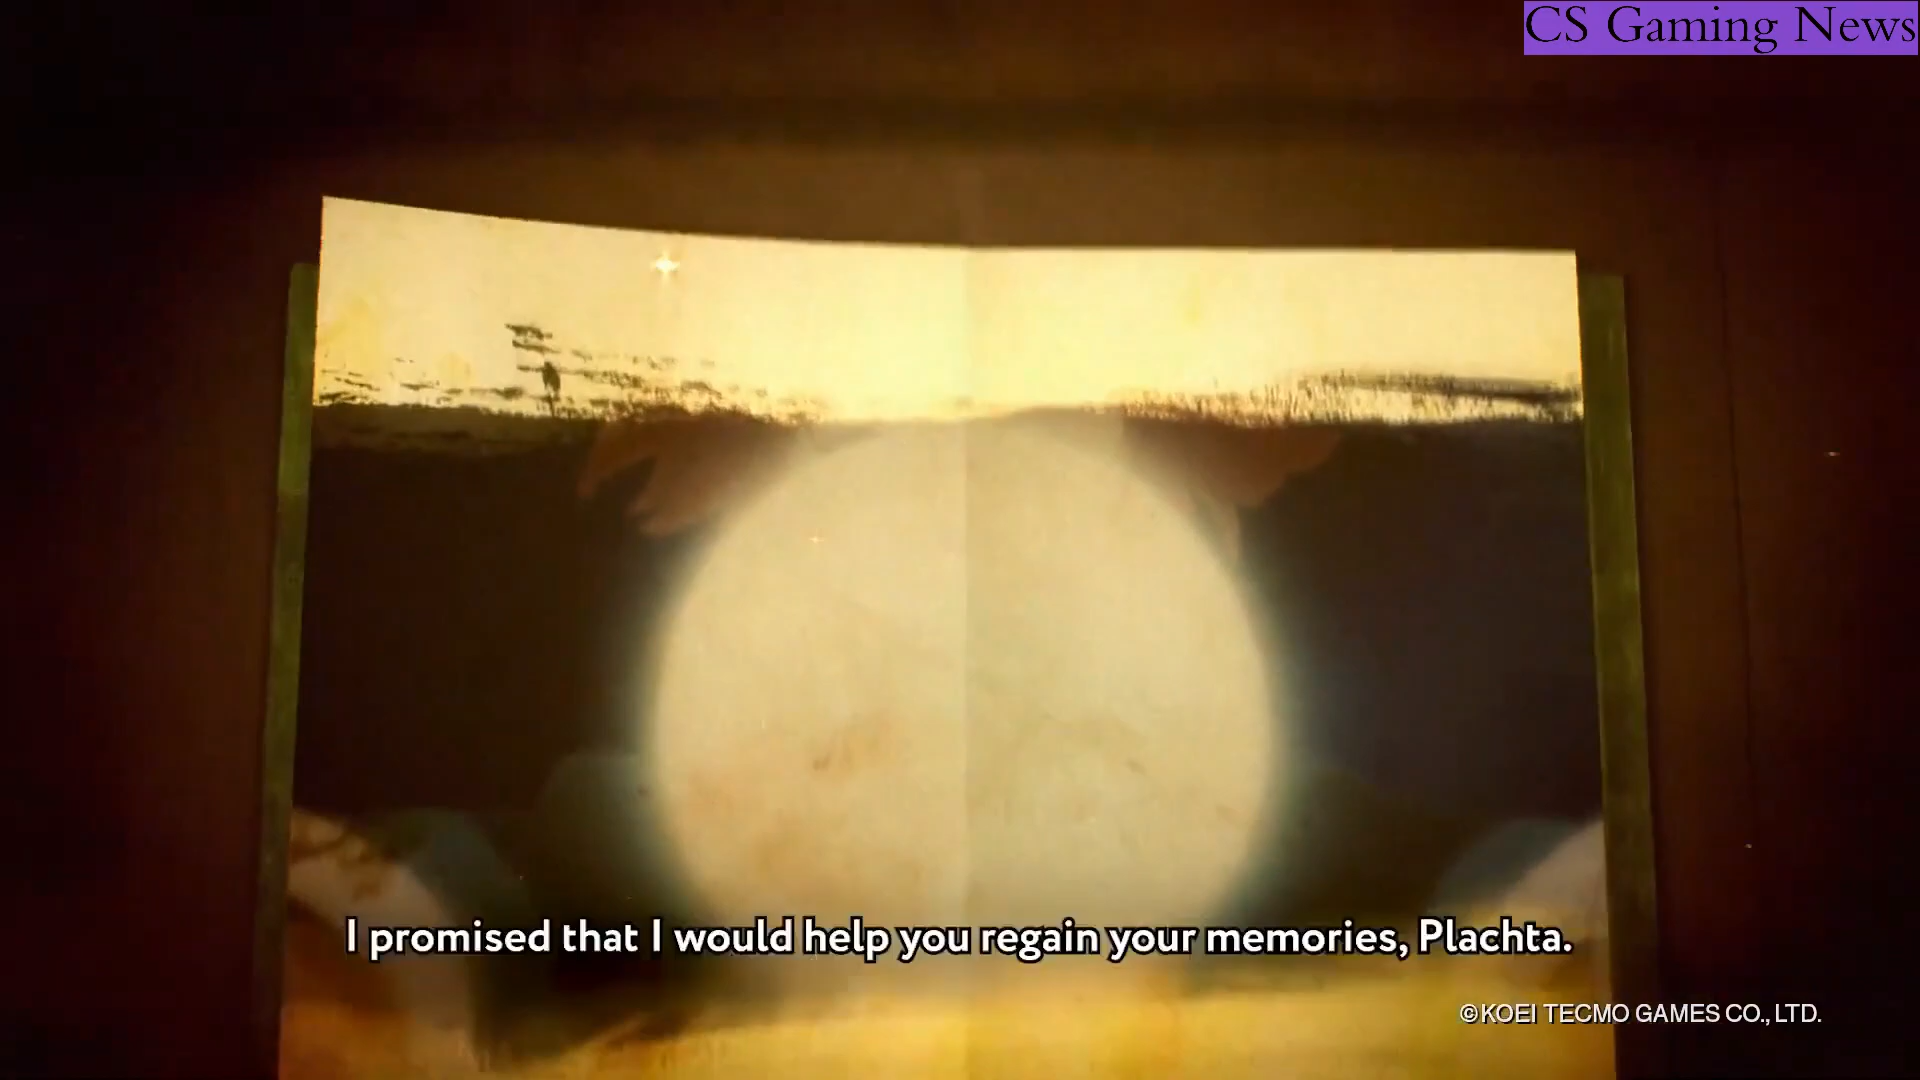 CS Gaming News
I promised that I would help you regain your memories, Plachta.
©KOEI TECMO GAMES CO., LTD.